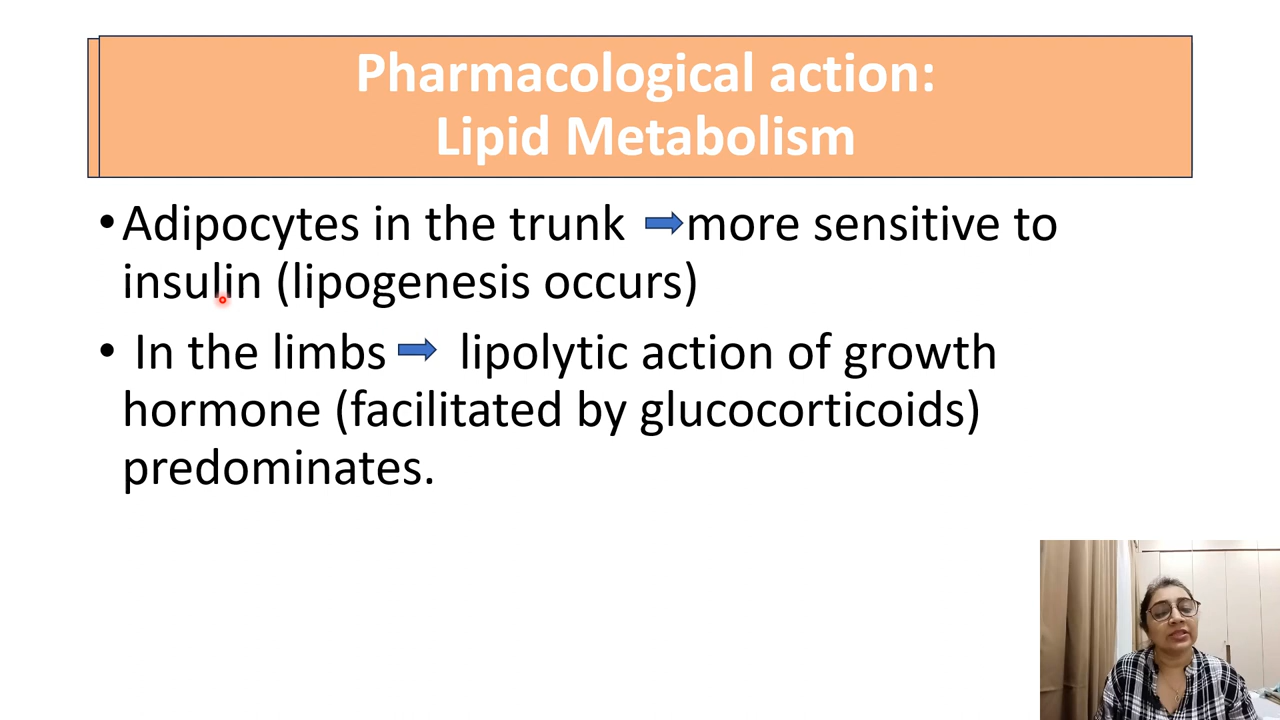 Pharmacological action:
Lipid Metabolism
•Adipocytes in the trunk ➡more sensitive to
insulin (lipogenesis occurs)
• In the limbs ➡ lipolytic action of growth
hormone (facilitated by glucocorticoids)
predominates.